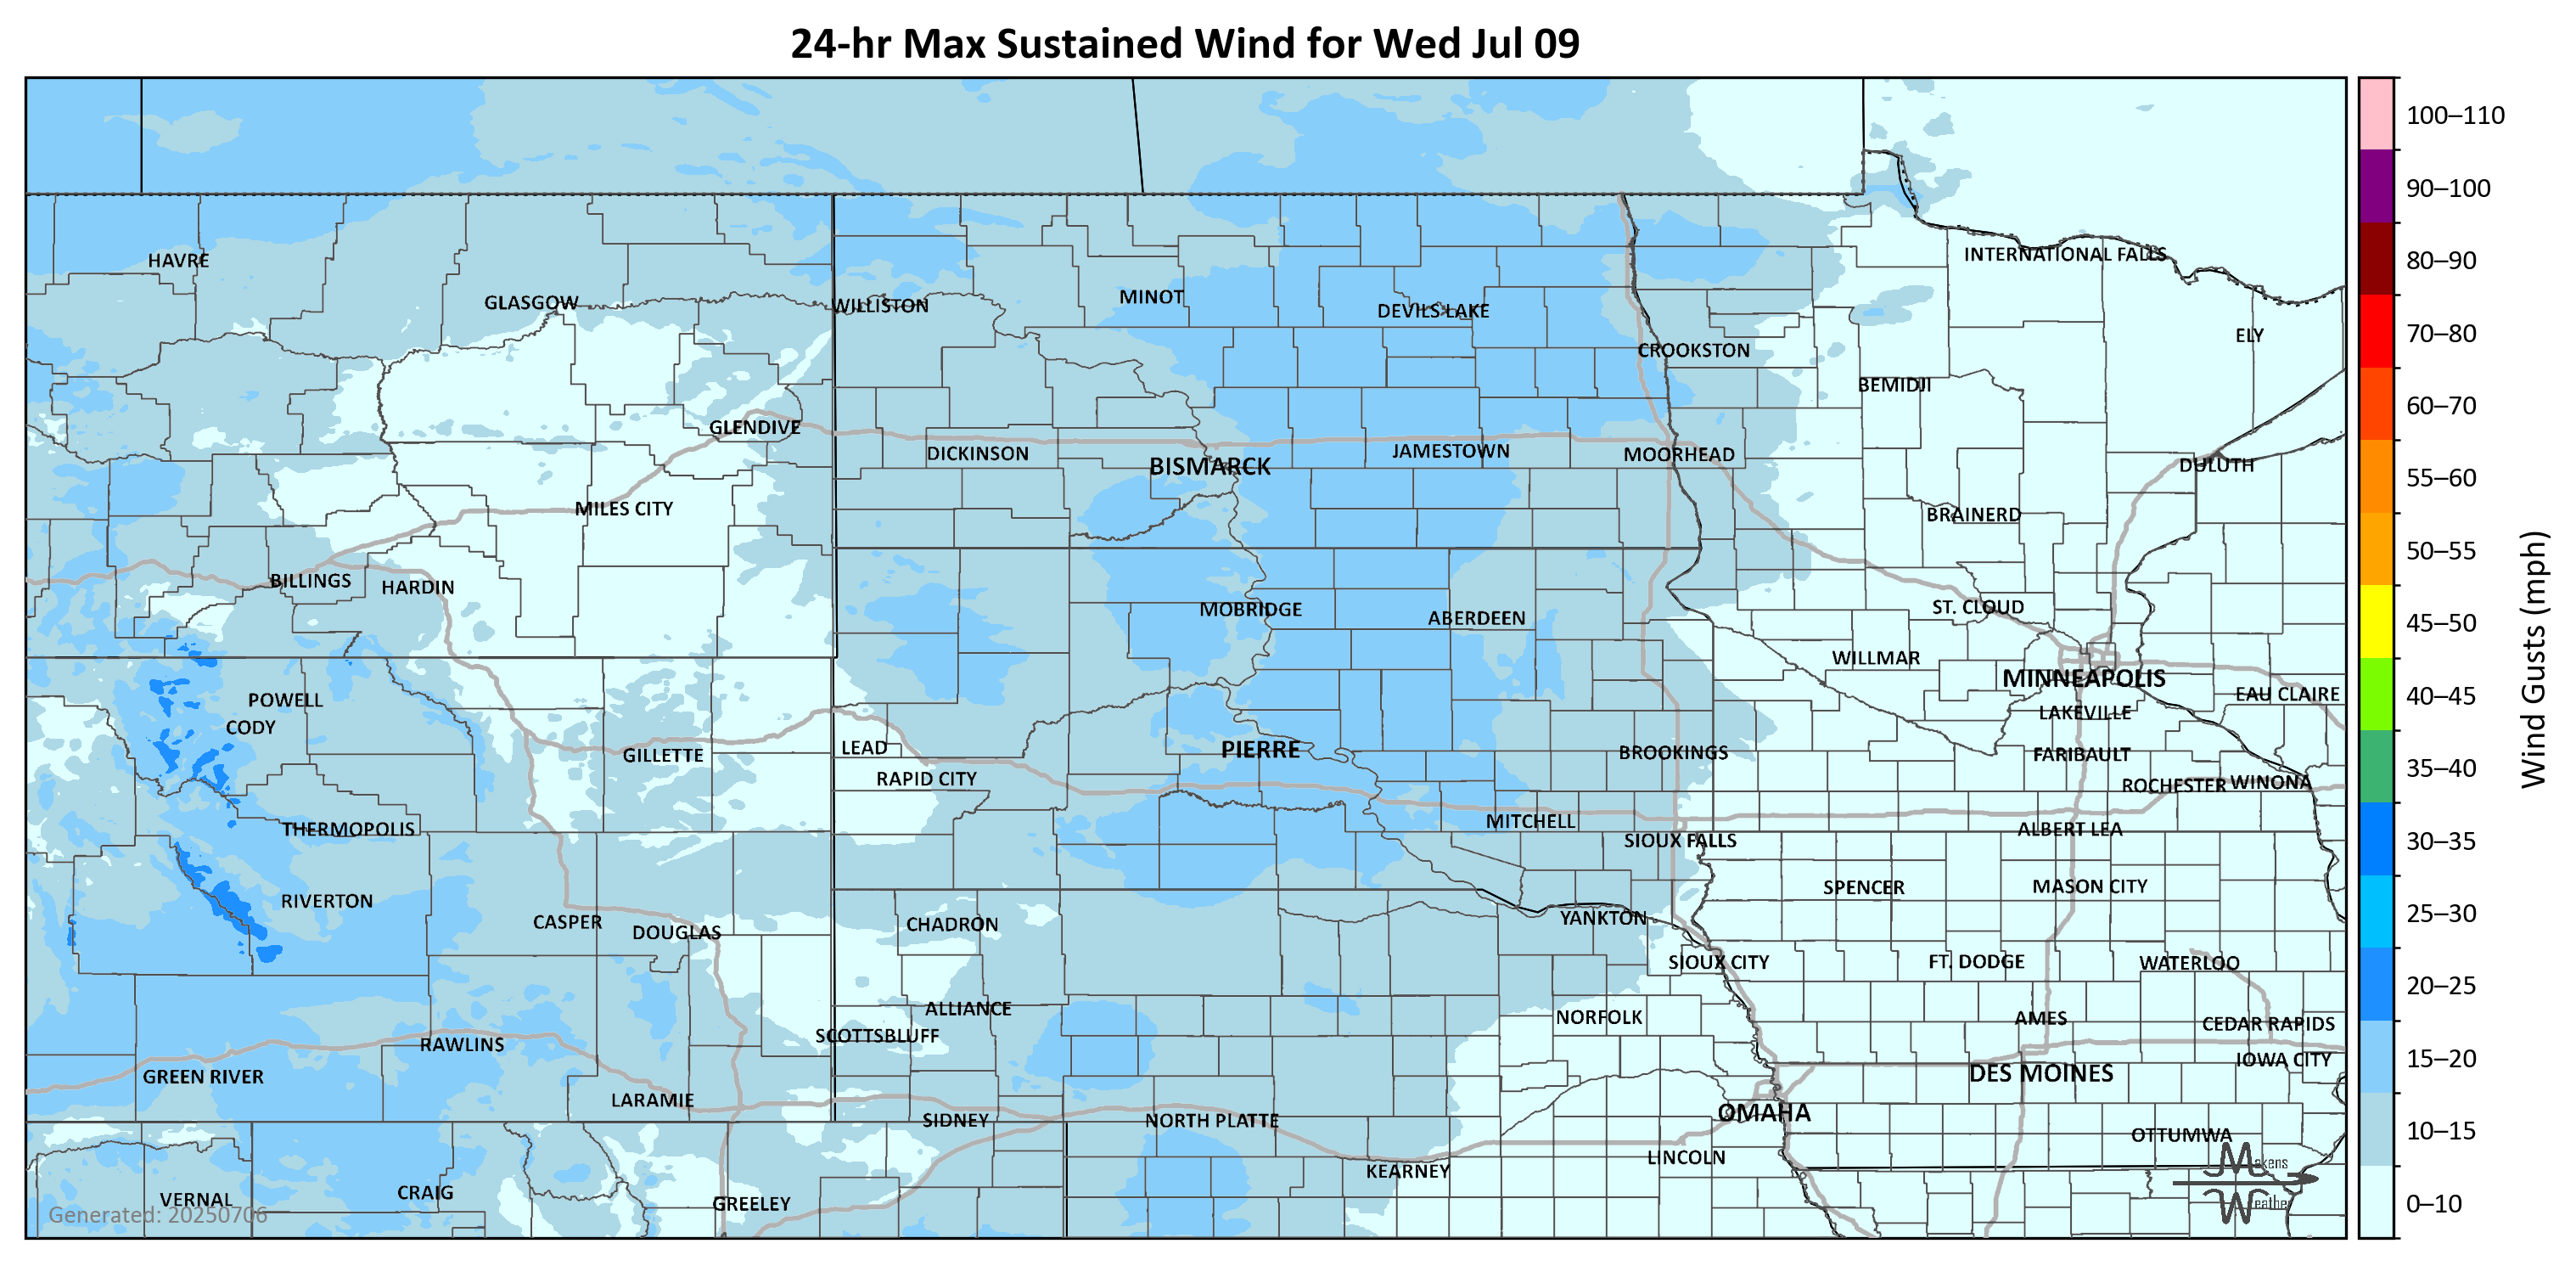 24-hr Max Sustained Wind for Wed Jul 09
100–110
90–100
80–90
70–80
60–70
55–60
50–55
45–50
40–45
35–40
30–35
25–30
20–25
15–20
10–15
0–10
Wind Gusts (mph)
HAVRE
INTERNATIONAL FALLS
GLASGOW
WILLISTON
MINOT
DEVILS LAKE
ELY
CROOKSTON
BEMIDJI
GLENDIVE
DICKINSON
BISMARCK
JAMESTOWN
MOORHEAD
DULUTH
MILES CITY
BRAINERD
BILLINGS
HARDIN
MOBRIDGE
ABERDEEN
ST. CLOUD
WILLMAR
MINNEAPOLIS
EAU CLAIRE
POWELL
CODY
LAKEVILLE
GILLETTE
LEAD
PIERRE
BROOKINGS
FARIBAULT
RAPID CITY
ROCHESTER
WINONA
THERMOPOLIS
MITCHELL
SIOUX FALLS
ALBERT LEA
RIVERTON
SPENCER
MASON CITY
CASPER
DOUGLAS
CHADRON
YANKTON
SIOUX CITY
FT. DODGE
WATERLOO
ALLIANCE
NORFOLK
AMES
CEDAR RAPIDS
SCOTTSBLUFF
RAWLINS
IOWA CITY
GREEN RIVER
DES MOINES
LARAMIE
OMAHA
SIDNEY
NORTH PLATTE
OTTUMWA
KEARNEY
LINCOLN
VERNAL
CRAIG
GREELEY
Generated: 20250706
Makens
Weather